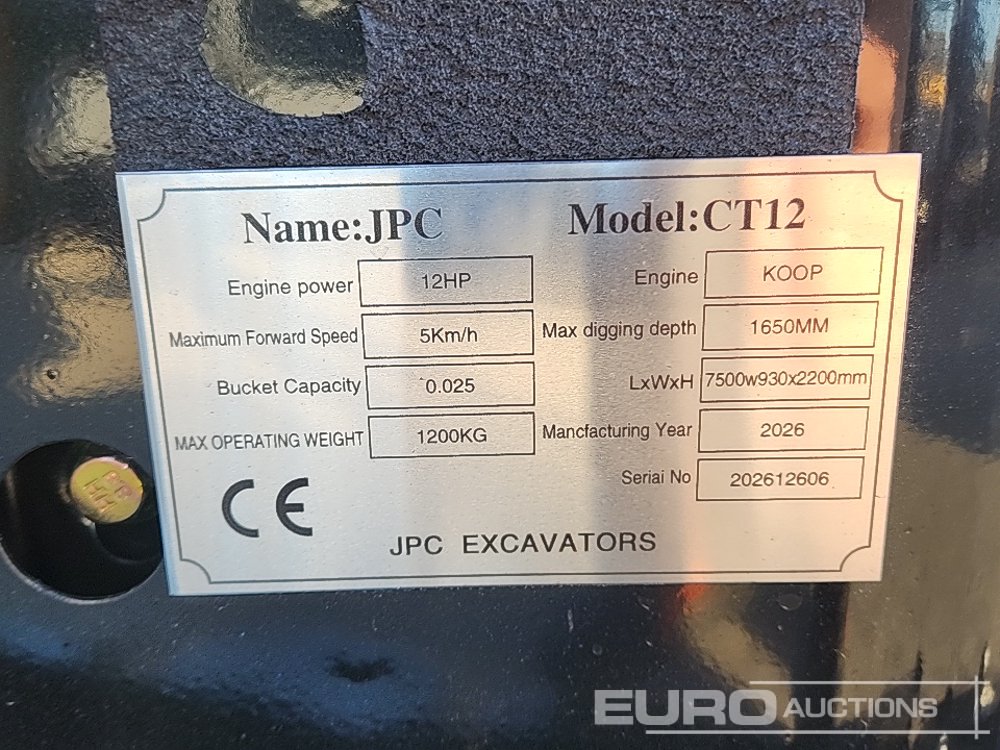 Name:JPC Model:CT12
Engine power 12HP Engine KOOP
Maximum Forward Speed 5Km/h Max digging depth 1650MM
Bucket Capacity 0.025 LxWxH 7500w930x2200mm
MAX OPERATING WEIGHT 1200KG Mancfacturing Year 2026
Seriai No 202612606
CE
JPC EXCAVATORS
EURO AUCTIONS